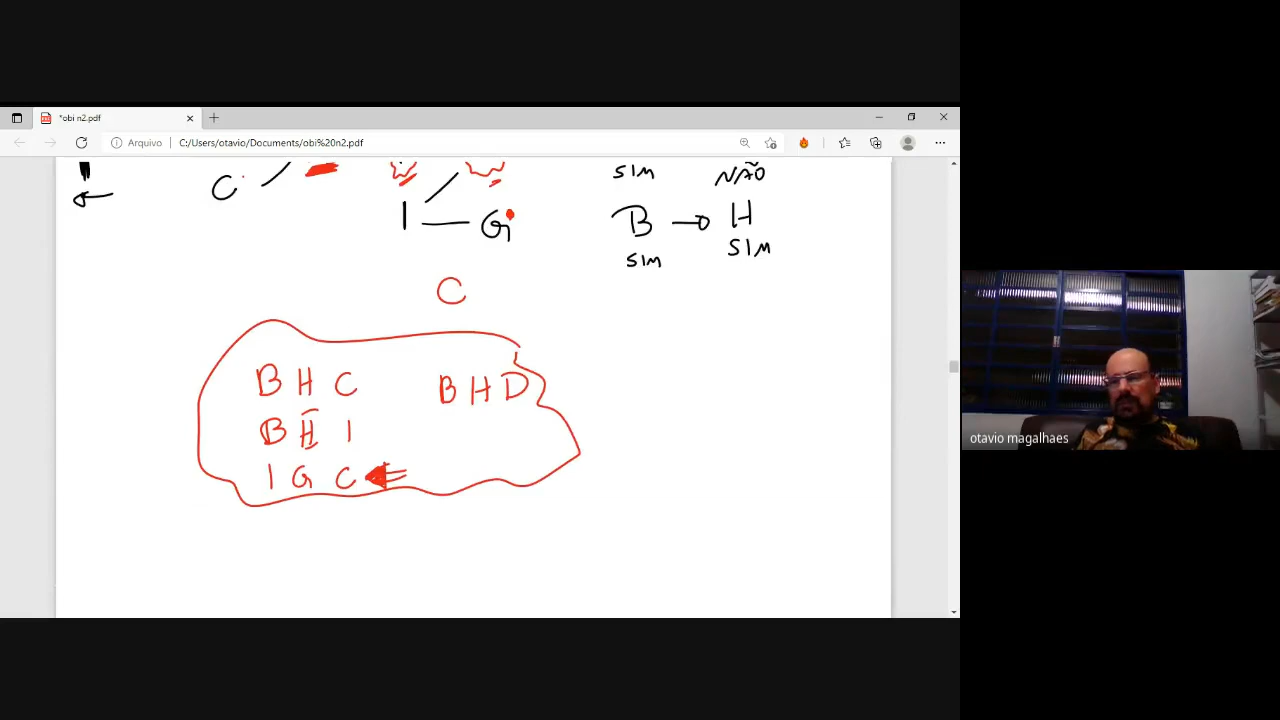 *obi n2.pdf
Arquivo C:/Users/otavio/Documents/obi%20n2.pdf
C
SIM NÃO
I — G
B → H
SIM SIM
C
B H C B H D
B H I
I G C
otavio magalhaes